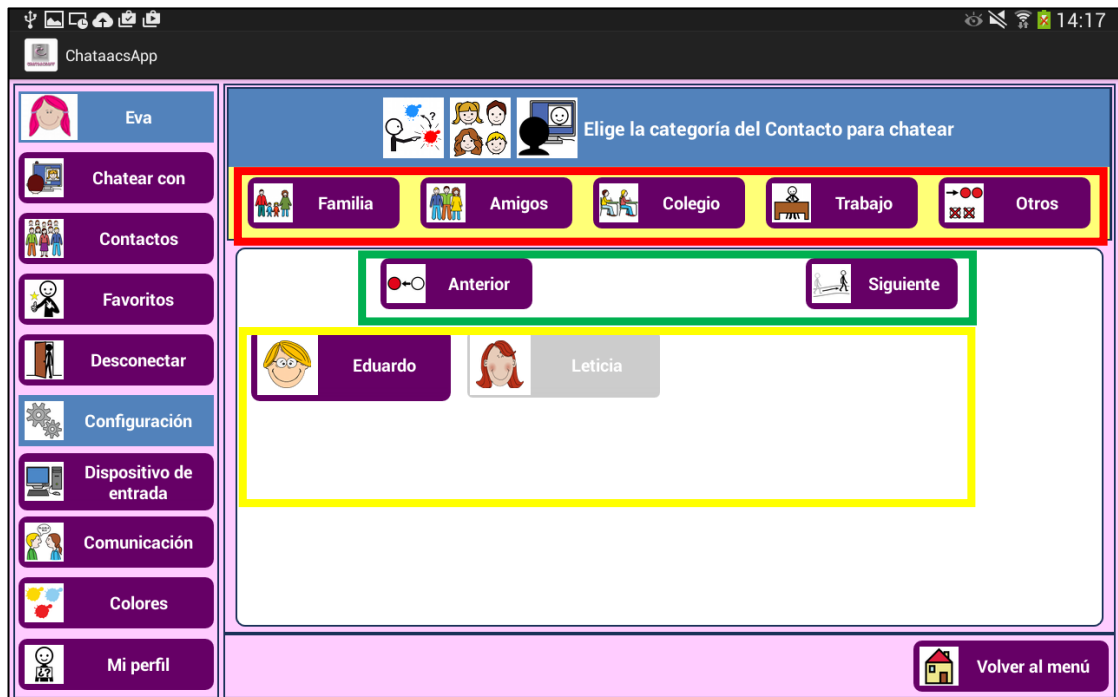 14:17
ChataacsApp
Eva
Chatear con
Contactos
Favoritos
Desconectar
Configuración
Dispositivo de
entrada
Comunicación
Colores
Mi perfil
Elige la categoría del Contacto para chatear
Familia
Amigos
Colegio
Trabajo
Otros
Anterior
Siguiente
Eduardo
Leticia
Volver al menú